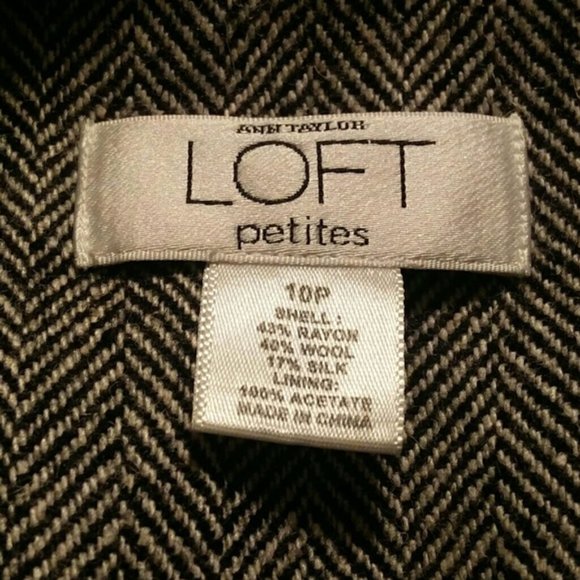 ANN TAYLOR
LOFT
petites
10P
SHELL:
43% RAYON
40% WOOL
17% SILK
LINING:
100% ACETATE
MADE IN CHINA